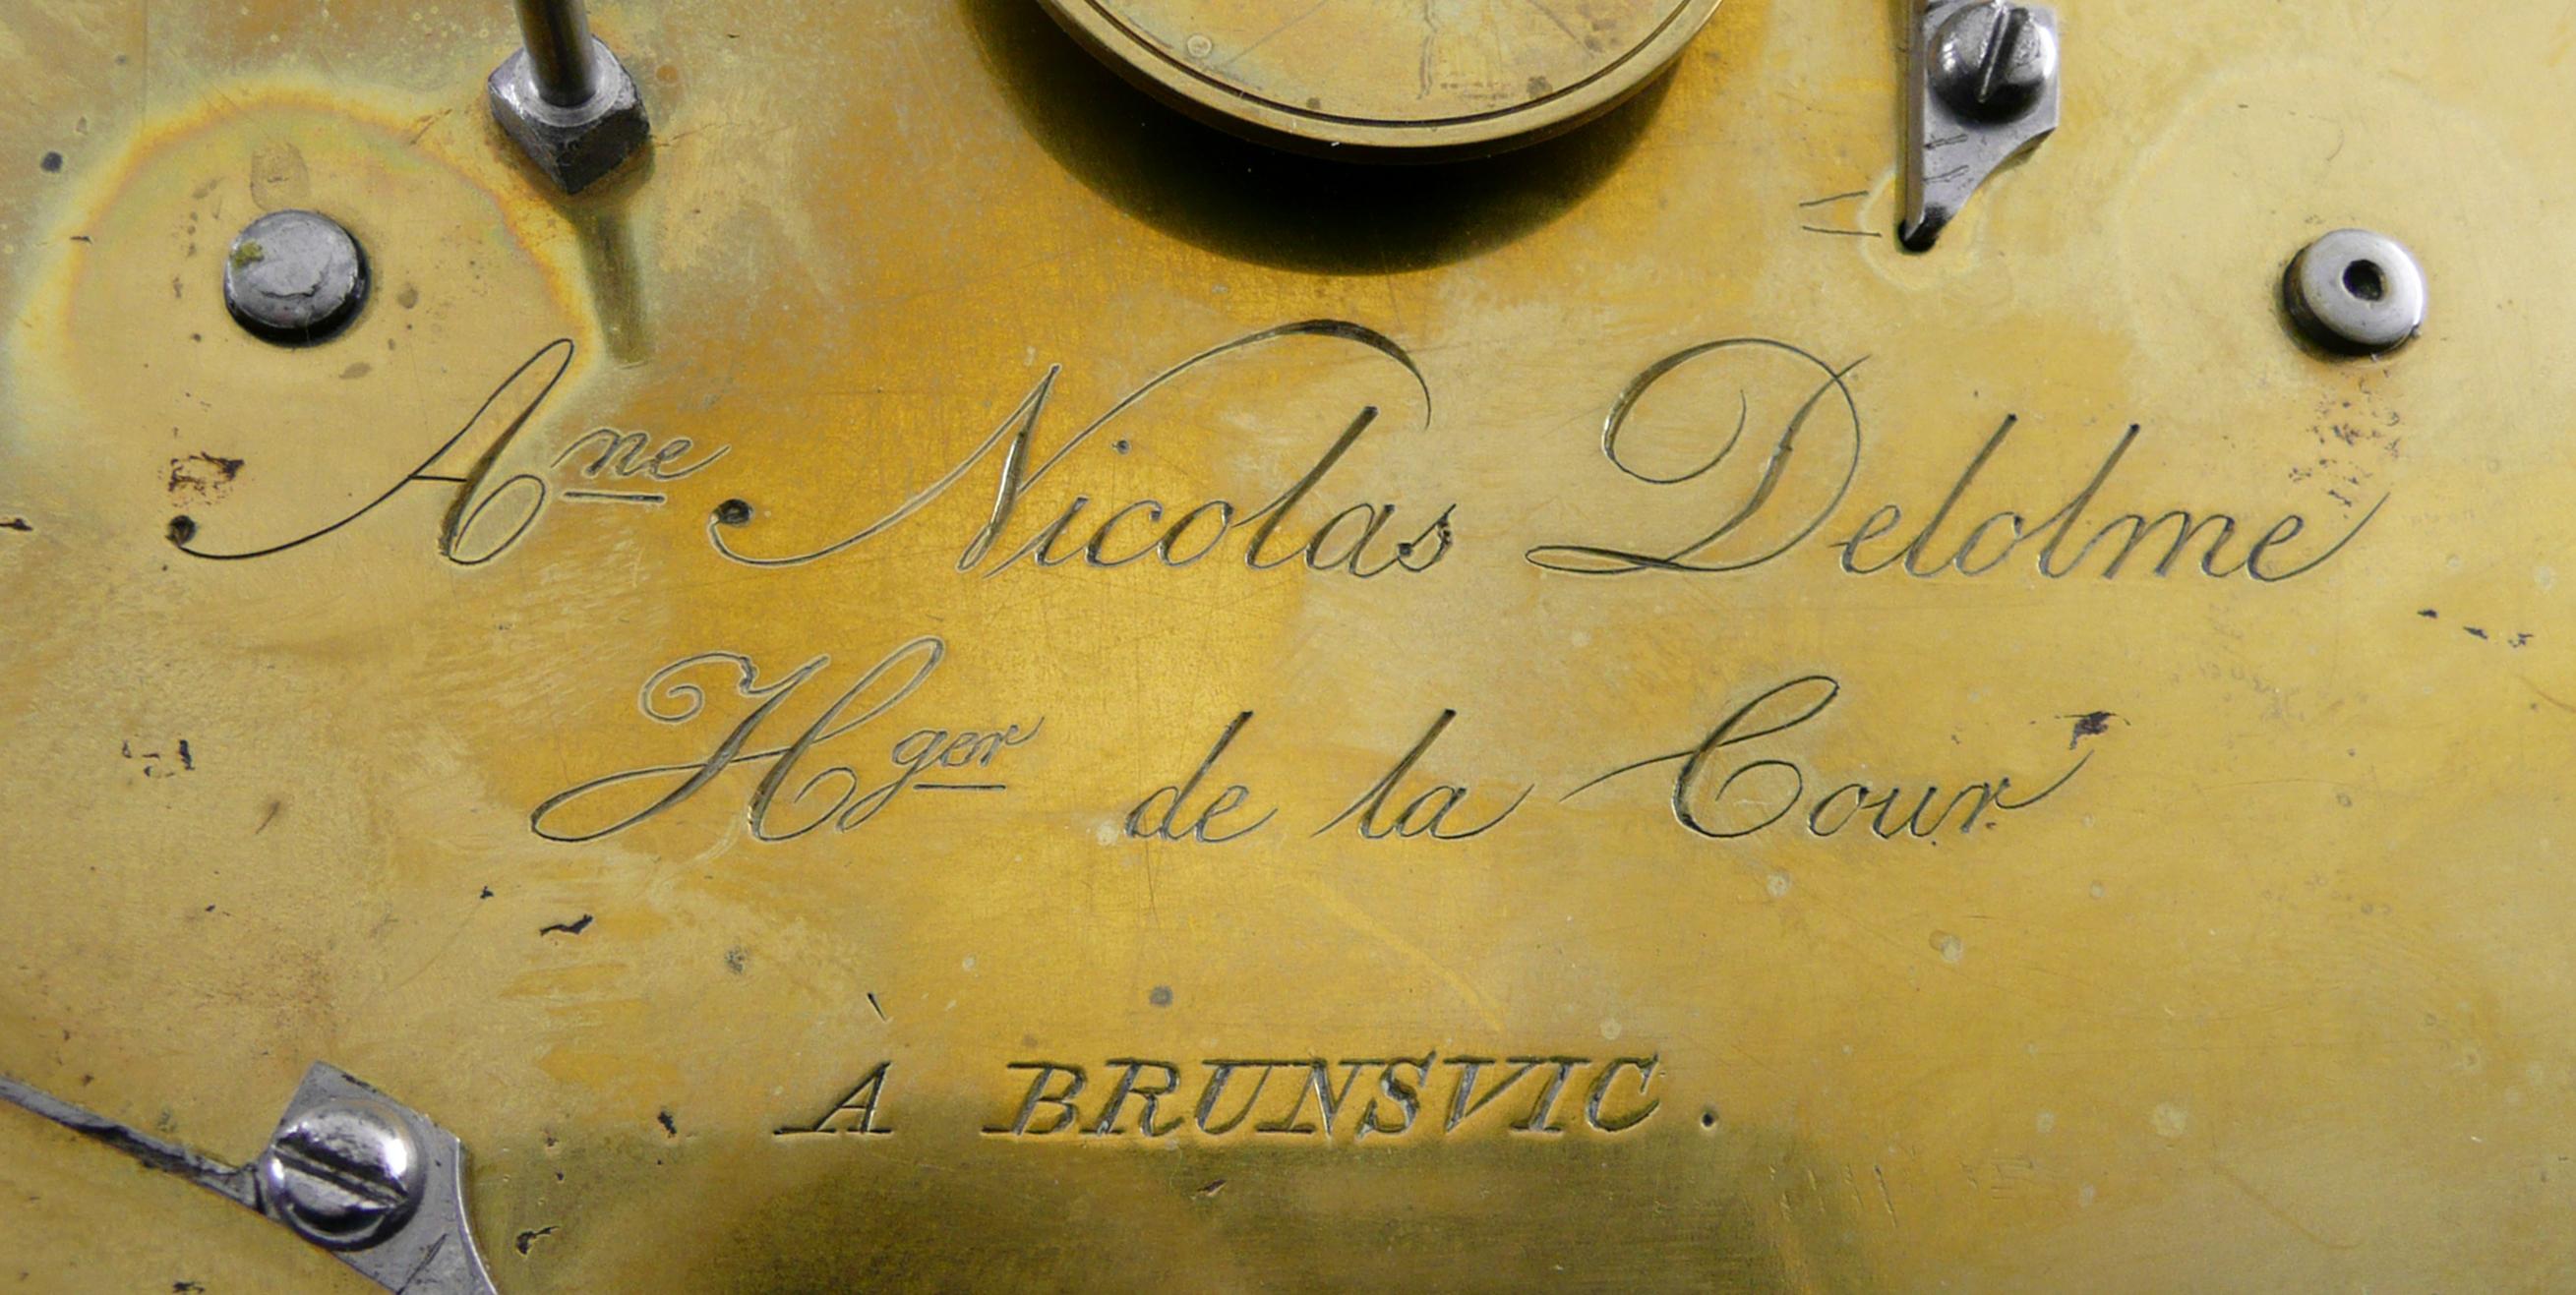 Ane Nicolas Delolme
Hger de la Cour
À BRUNSVIC.